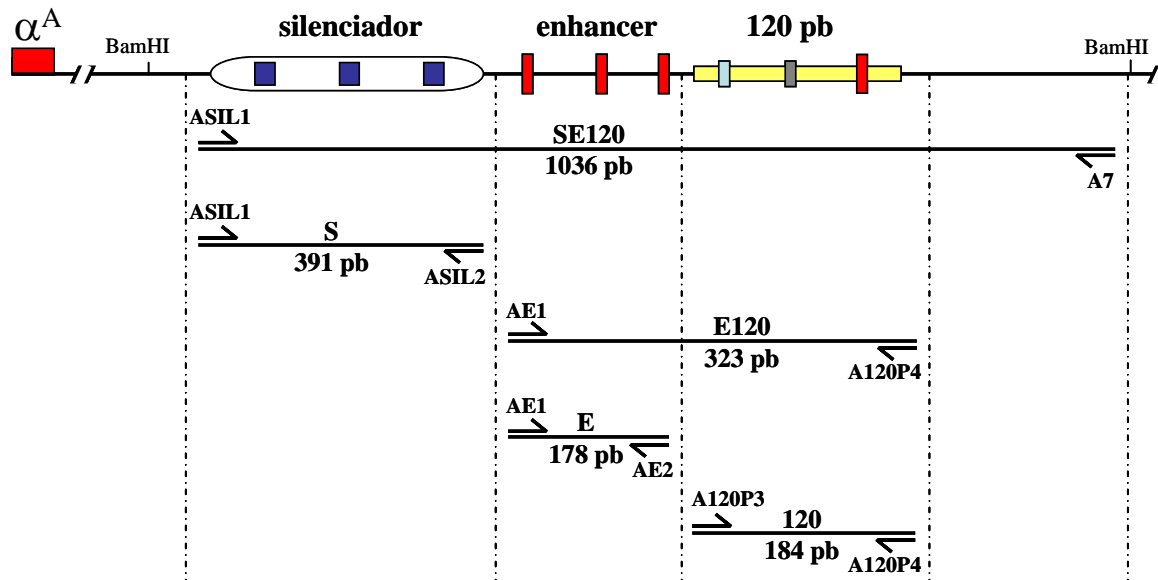 α^A
BamHI
silenciador
enhancer
120 pb
BamHI
ASIL1
SE120
1036 pb
A7
ASIL1
S
391 pb
ASIL2
AE1
E120
323 pb
A120P4
AE1
E
178 pb
AE2
A120P3
120
184 pb
A120P4